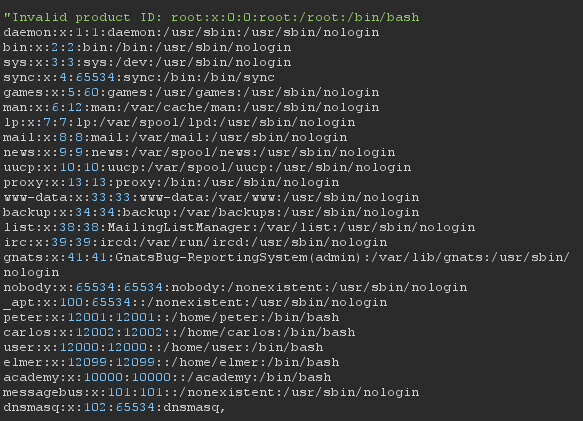 "Invalid product ID: root:x:0:0:root:/root:/bin/bash
daemon:x:1:1:daemon:/usr/sbin:/usr/sbin/nologin
bin:x:2:2:bin:/bin:/usr/sbin/nologin
sys:x:3:3:sys:/dev:/usr/sbin/nologin
sync:x:4:65534:sync:/bin:/bin/sync
games:x:5:60:games:/usr/games:/usr/sbin/nologin
man:x:6:12:man:/var/cache/man:/usr/sbin/nologin
lp:x:7:7:lp:/var/spool/lpd:/usr/sbin/nologin
mail:x:8:8:mail:/var/mail:/usr/sbin/nologin
news:x:9:9:news:/var/spool/news:/usr/sbin/nologin
uucp:x:10:10:uucp:/var/spool/uucp:/usr/sbin/nologin
proxy:x:13:13:proxy:/bin:/usr/sbin/nologin
www-data:x:33:33:www-data:/var/www:/usr/sbin/nologin
backup:x:34:34:backup:/var/backups:/usr/sbin/nologin
list:x:38:38:MailingListManager:/var/list:/usr/sbin/nologin
irc:x:39:39:ircd:/var/run/ircd:/usr/sbin/nologin
gnats:x:41:41:GnatsBug-ReportingSystem(admin):/var/lib/gnats:/usr/sbin/
nologin
nobody:x:65534:65534:nobody:/nonexistent:/usr/sbin/nologin
_apt:x:100:65534::/nonexistent:/usr/sbin/nologin
peter:x:12001:12001::/home/peter:/bin/bash
carlos:x:12002:12002::/home/carlos:/bin/bash
user:x:12000:12000::/home/user:/bin/bash
elmer:x:12099:12099::/home/elmer:/bin/bash
academy:x:10000:10000::/academy:/bin/bash
messagebus:x:101:101::/nonexistent:/usr/sbin/nologin
dnsmasq:x:102:65534:dnsmasq,